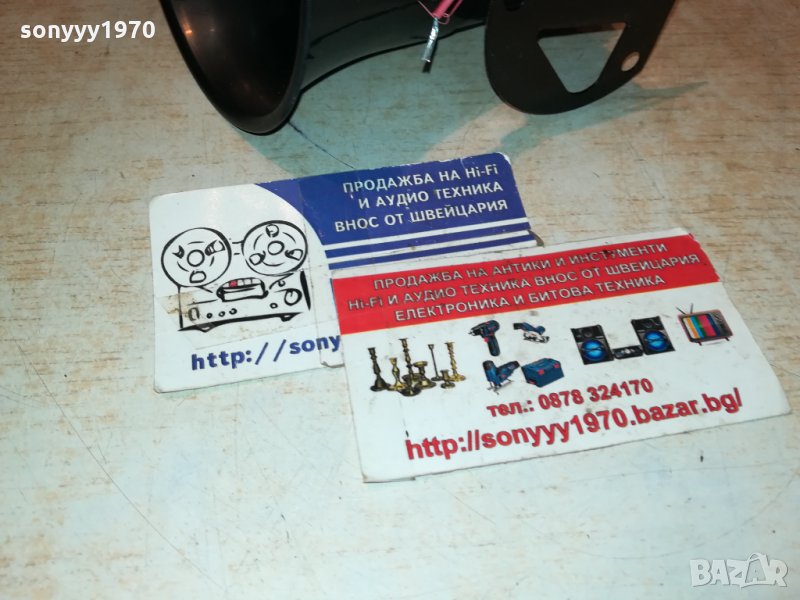 sonyyy1970
ПРОДАЖБА НА Hi-Fi
И АУДИО ТЕХНИКА
ВНОС ОТ ШВЕЙЦАРИЯ
http://sony
ПРОДАЖБА НА АНТИКИ И ИНСТРУМЕНТИ
Hi-Fi И АУДИО ТЕХНИКА ВНОС ОТ ШВЕЙЦАРИЯ
ЕЛЕКТРОНИКА И БИТОВА ТЕХНИКА
тел.: 0878 324170
http://sonyyy1970.bazar.bg/
BAZAR